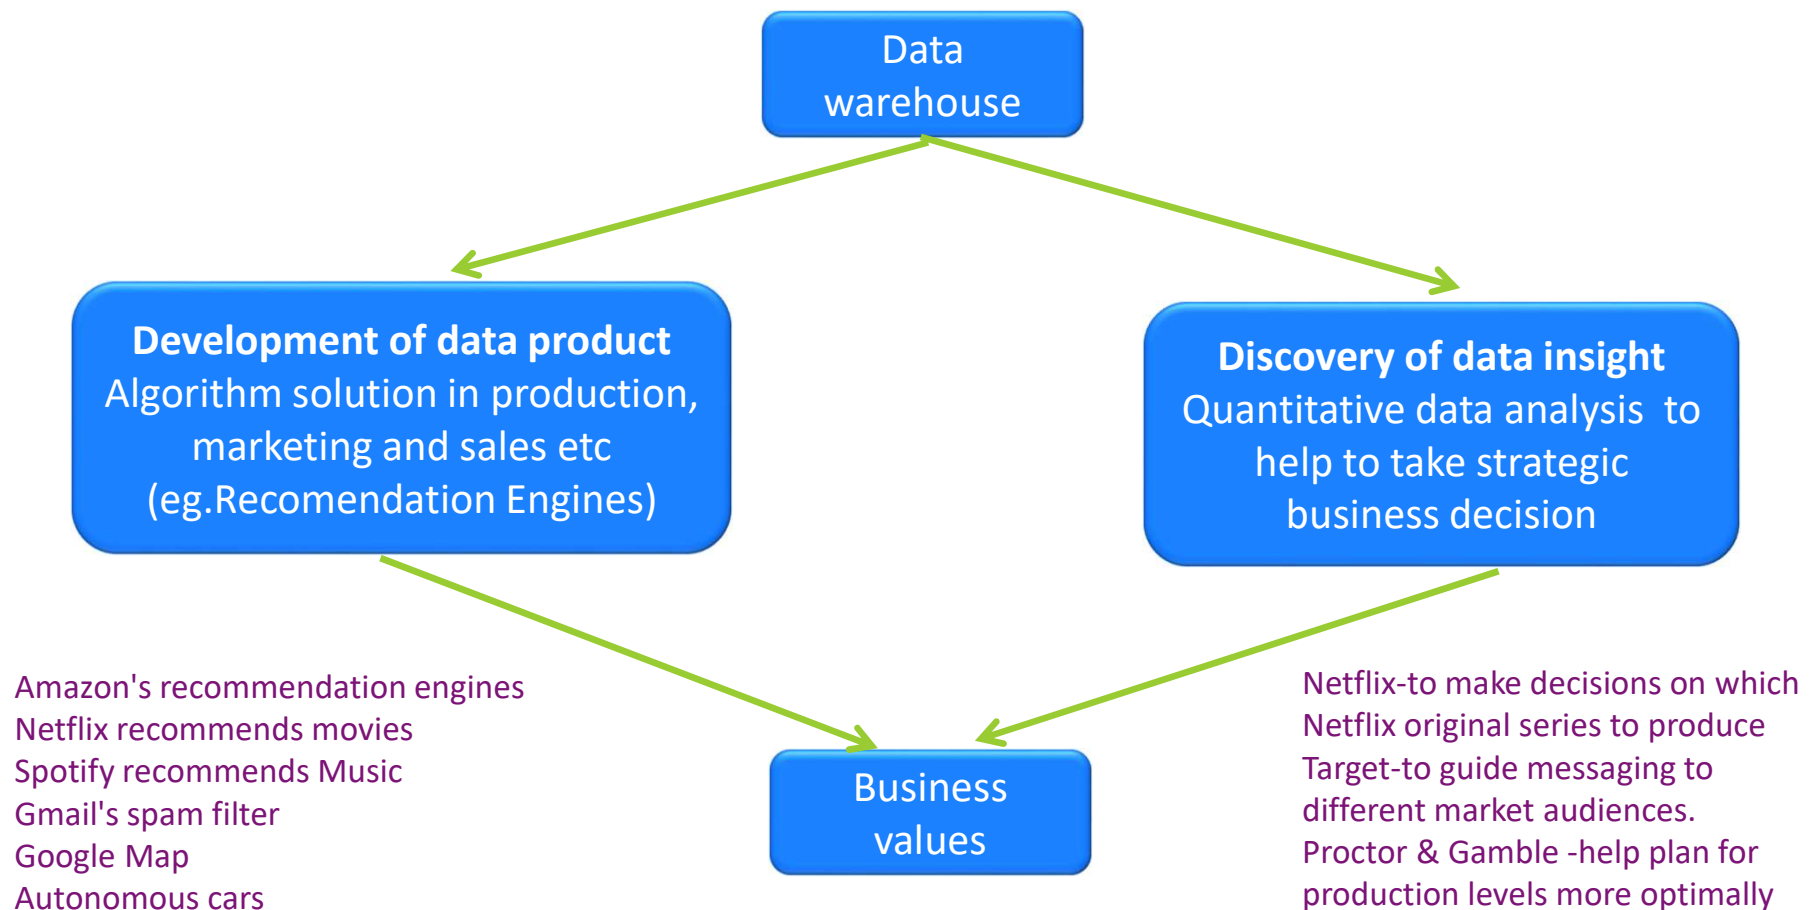 Data
warehouse
Development of data product
Algorithm solution in production,
marketing and sales etc
(eg.Recomendation Engines)
Discovery of data insight
Quantitative data analysis  to
help to take strategic
business decision
Amazon's recommendation engines
Netflix recommends movies
Spotify recommends Music
Gmail's spam filter
Google Map
Autonomous cars
Business
values
Netflix-to make decisions on which
Netflix original series to produce
Target-to guide messaging to
different market audiences.
Proctor & Gamble -help plan for
production levels more optimally